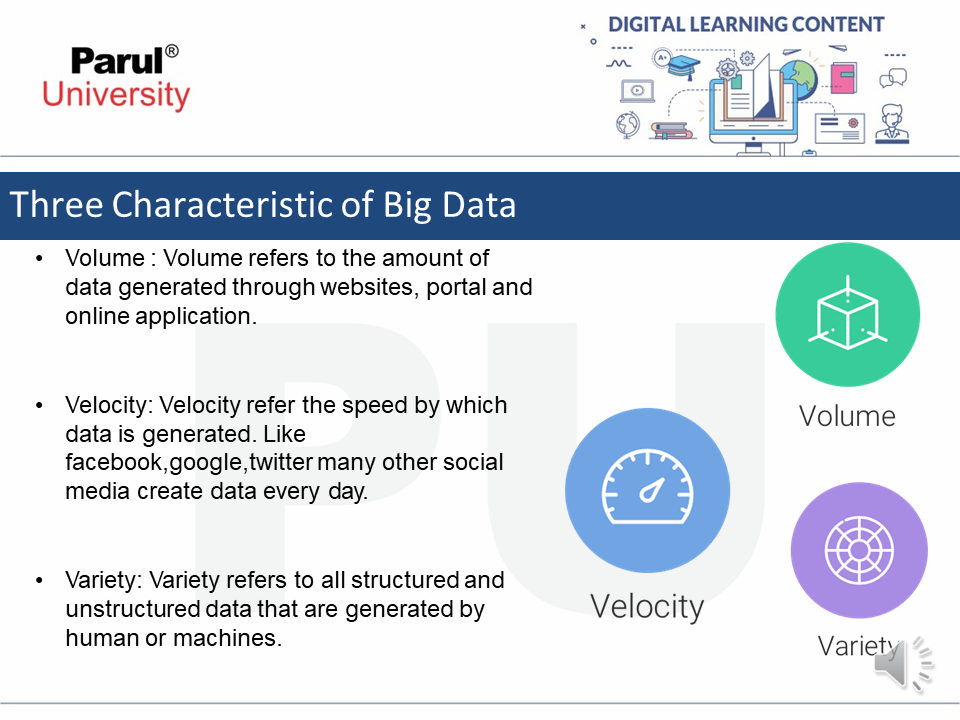 Parul®
University
DIGITAL LEARNING CONTENT
A+
Three Characteristic of Big Data
• Volume : Volume refers to the amount of
data generated through websites, portal and
online application.
• Velocity: Velocity refer the speed by which
data is generated. Like
facebook,google,twitter many other social
media create data every day.
• Variety: Variety refers to all structured and
unstructured data that are generated by
human or machines.
Volume
Velocity
Variety
PU